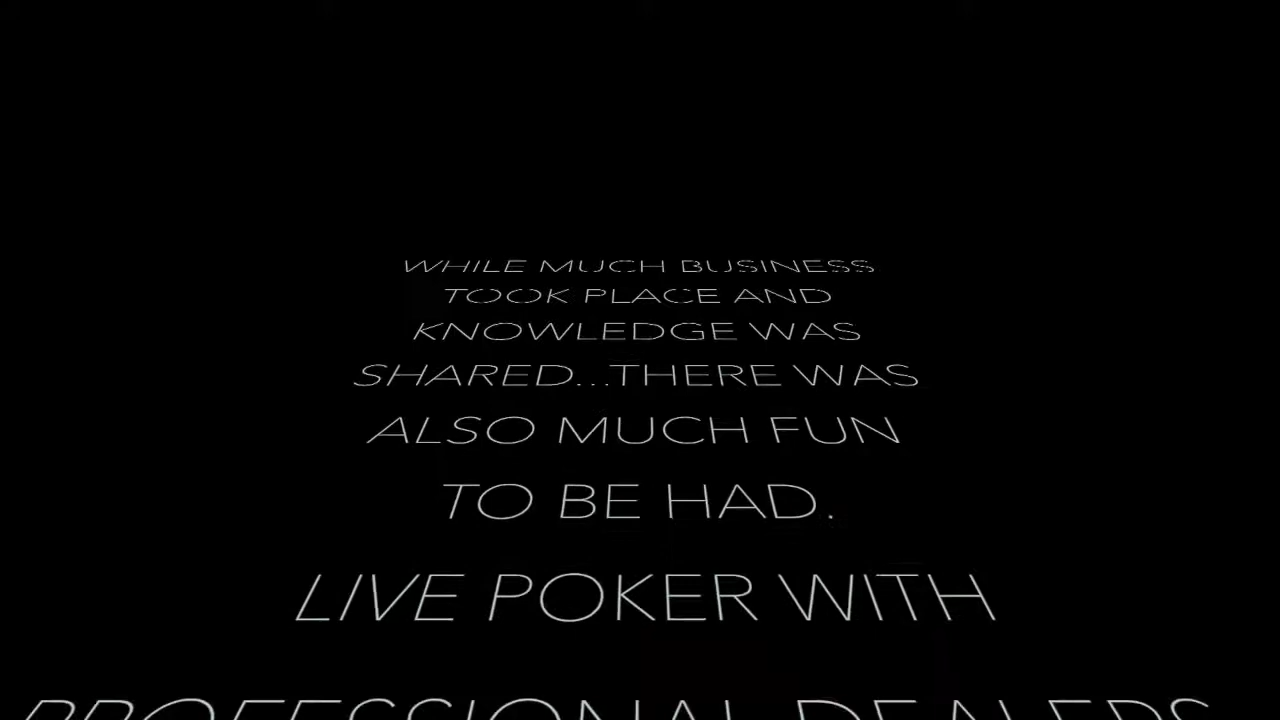 WHILE MUCH BUSINESS
TOOK PLACE AND
KNOWLEDGE WAS
SHARED...THERE WAS
ALSO MUCH FUN
TO BE HAD.
LIVE POKER WITH
PROFESSIONAL DEALERS